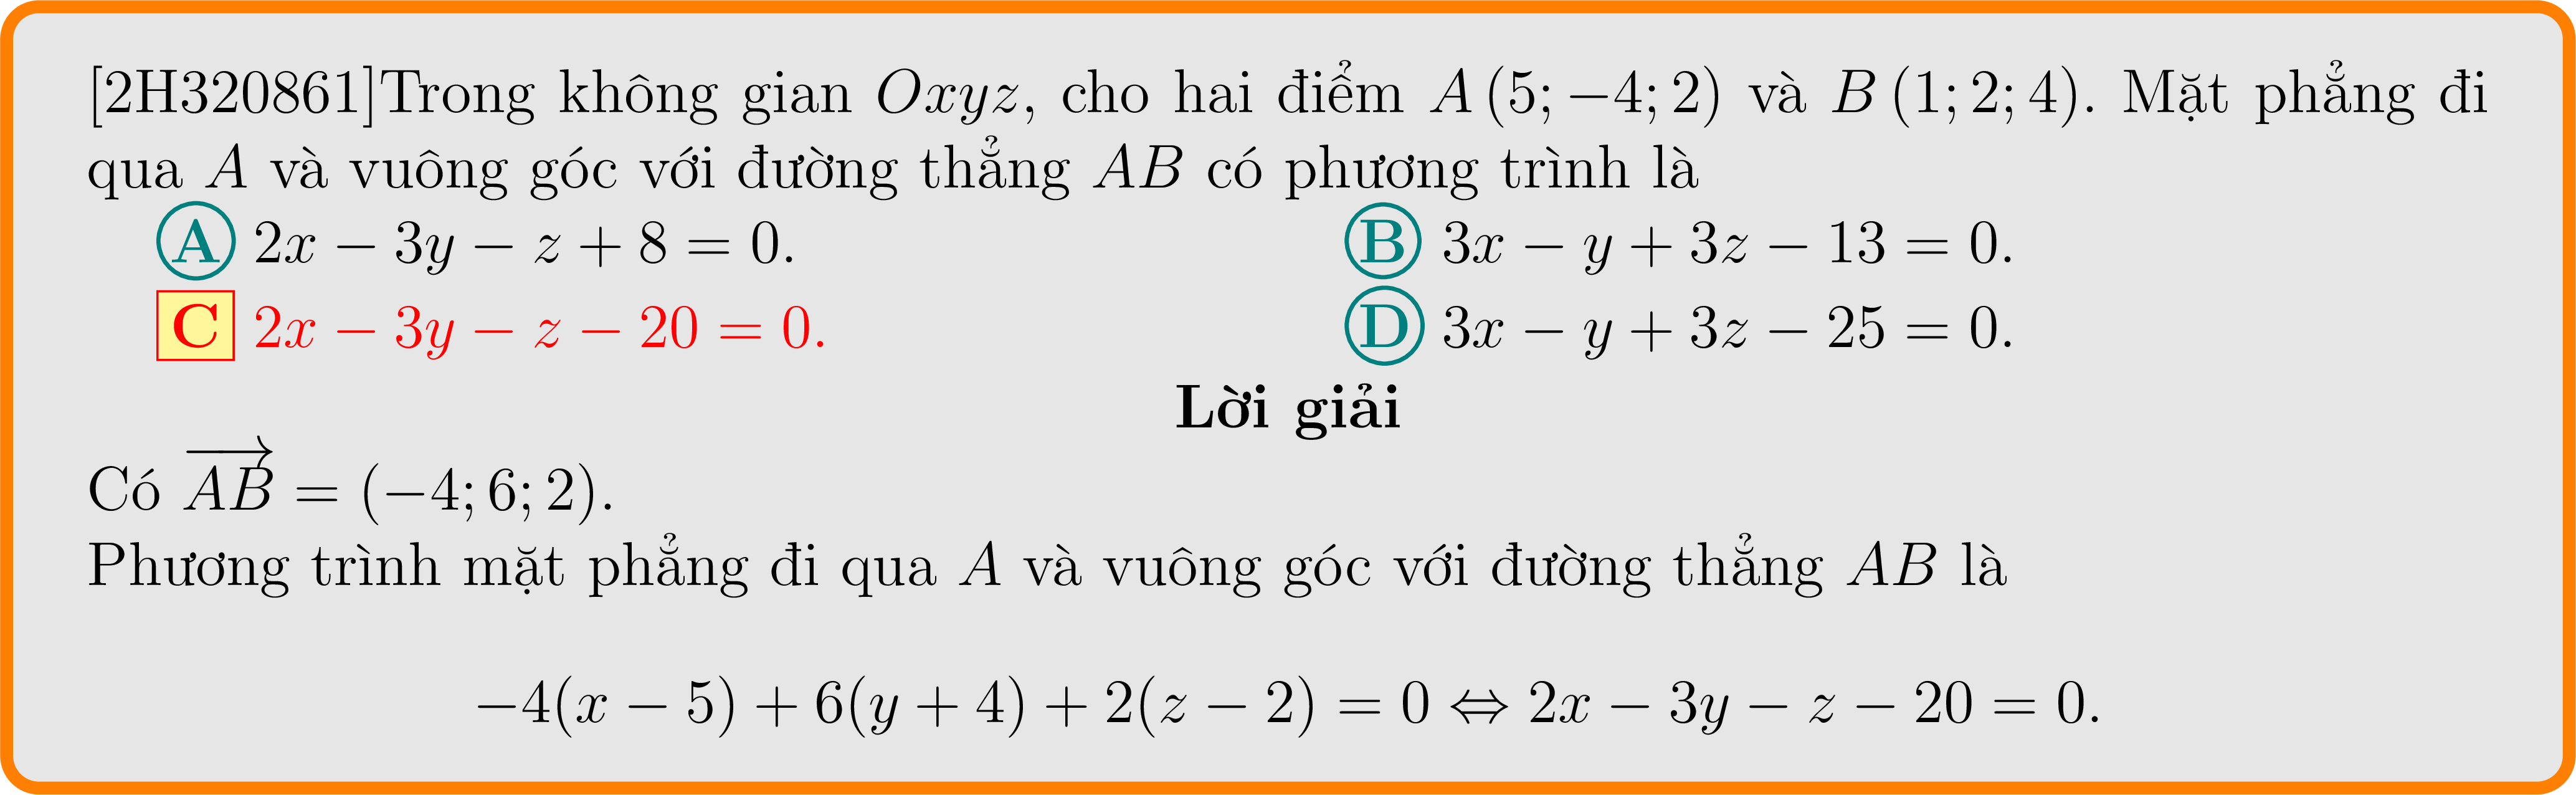 [2H320861]Trong không gian Oxyz, cho hai điểm A (5; −4; 2) và B (1; 2; 4). Mặt phẳng đi
qua A và vuông góc với đường thẳng AB có phương trình là
A 2x − 3y − z + 8 = 0. B 3x − y + 3z − 13 = 0.
C 2x − 3y − z − 20 = 0. D 3x − y + 3z − 25 = 0.
Lời giải
Có $\overrightarrow{AB}$ = (−4; 6; 2).
Phương trình mặt phẳng đi qua A và vuông góc với đường thẳng AB là
−4(x − 5) + 6(y + 4) + 2(z − 2) = 0 ⇔ 2x − 3y − z − 20 = 0.